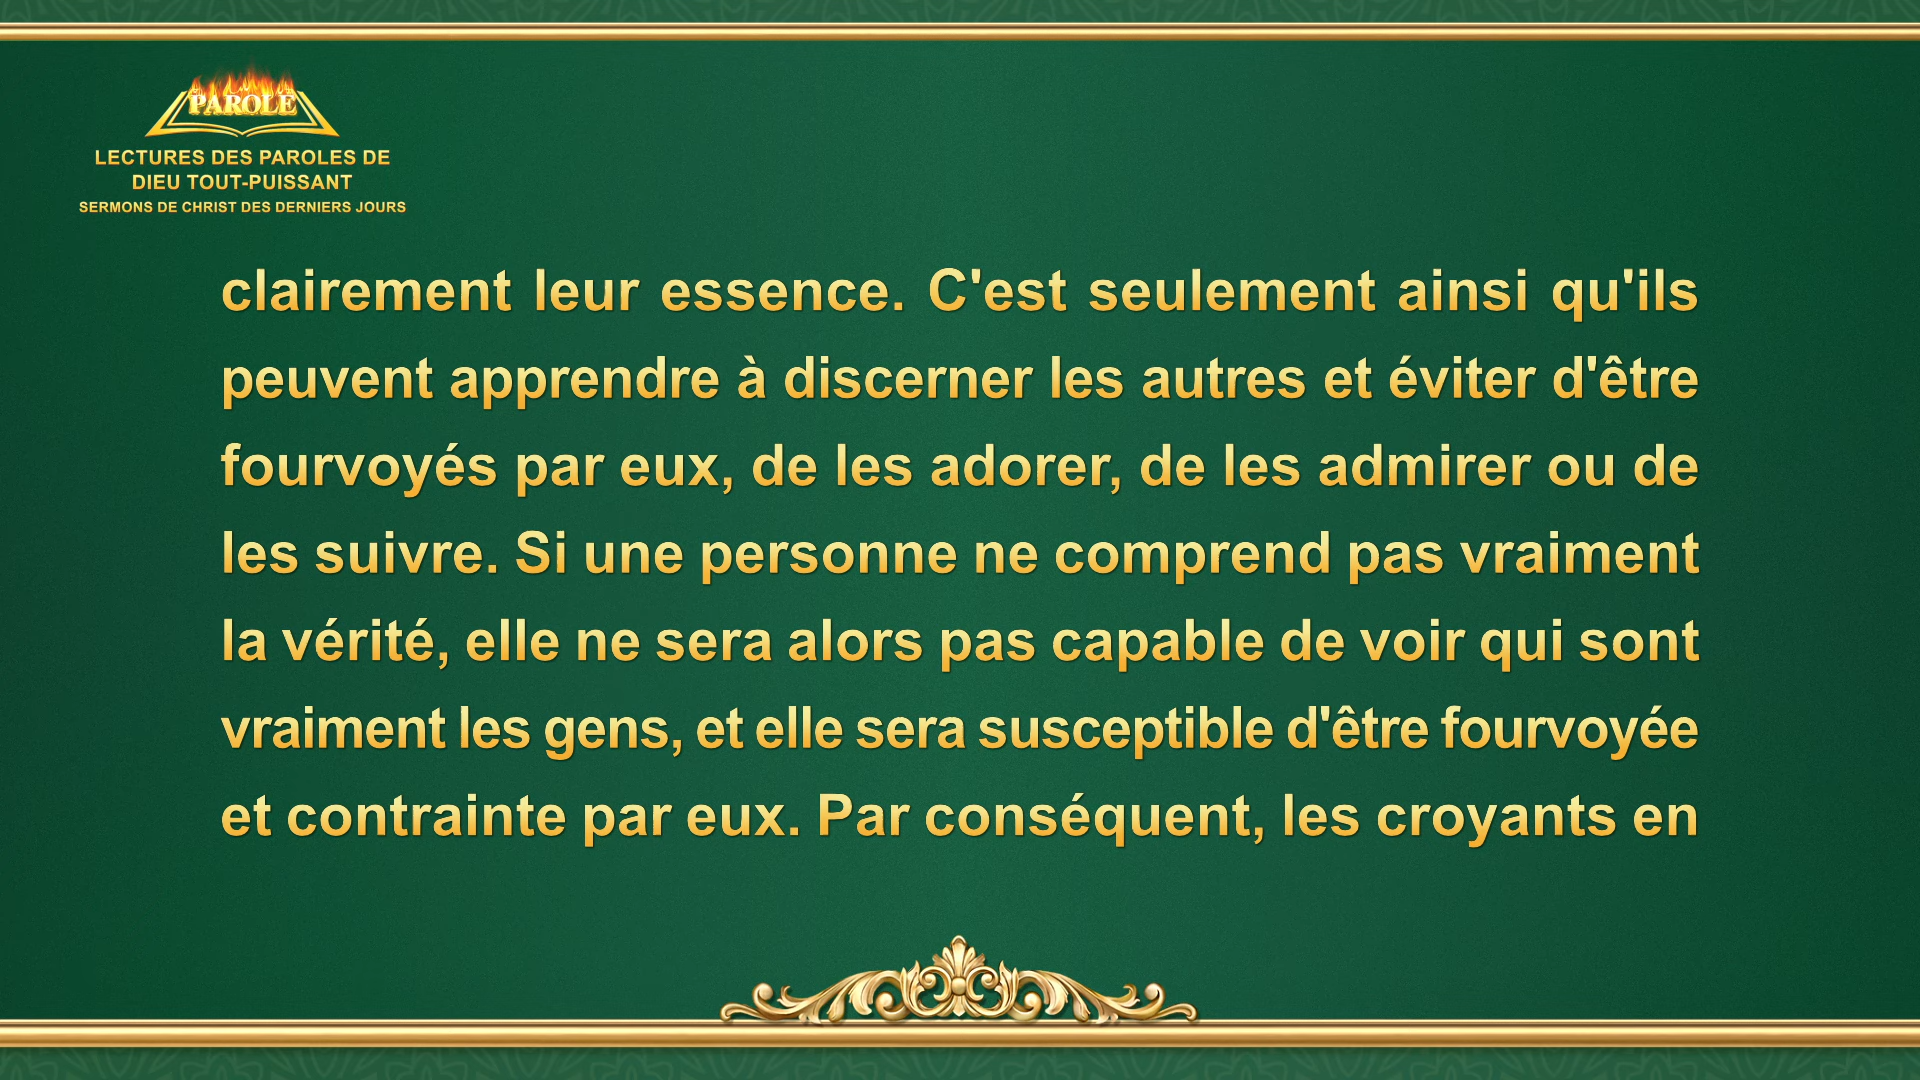 PAROLE
LECTURES DES PAROLES DE
DIEU TOUT-PUISSANT
SERMONS DE CHRIST DES DERNIERS JOURS
clairement leur essence. C'est seulement ainsi qu'ils
peuvent apprendre à discerner les autres et éviter d'être
fourvoyés par eux, de les adorer, de les admirer ou de
les suivre. Si une personne ne comprend pas vraiment
la vérité, elle ne sera alors pas capable de voir qui sont
vraiment les gens, et elle sera susceptible d'être fourvoyée
et contrainte par eux. Par conséquent, les croyants en